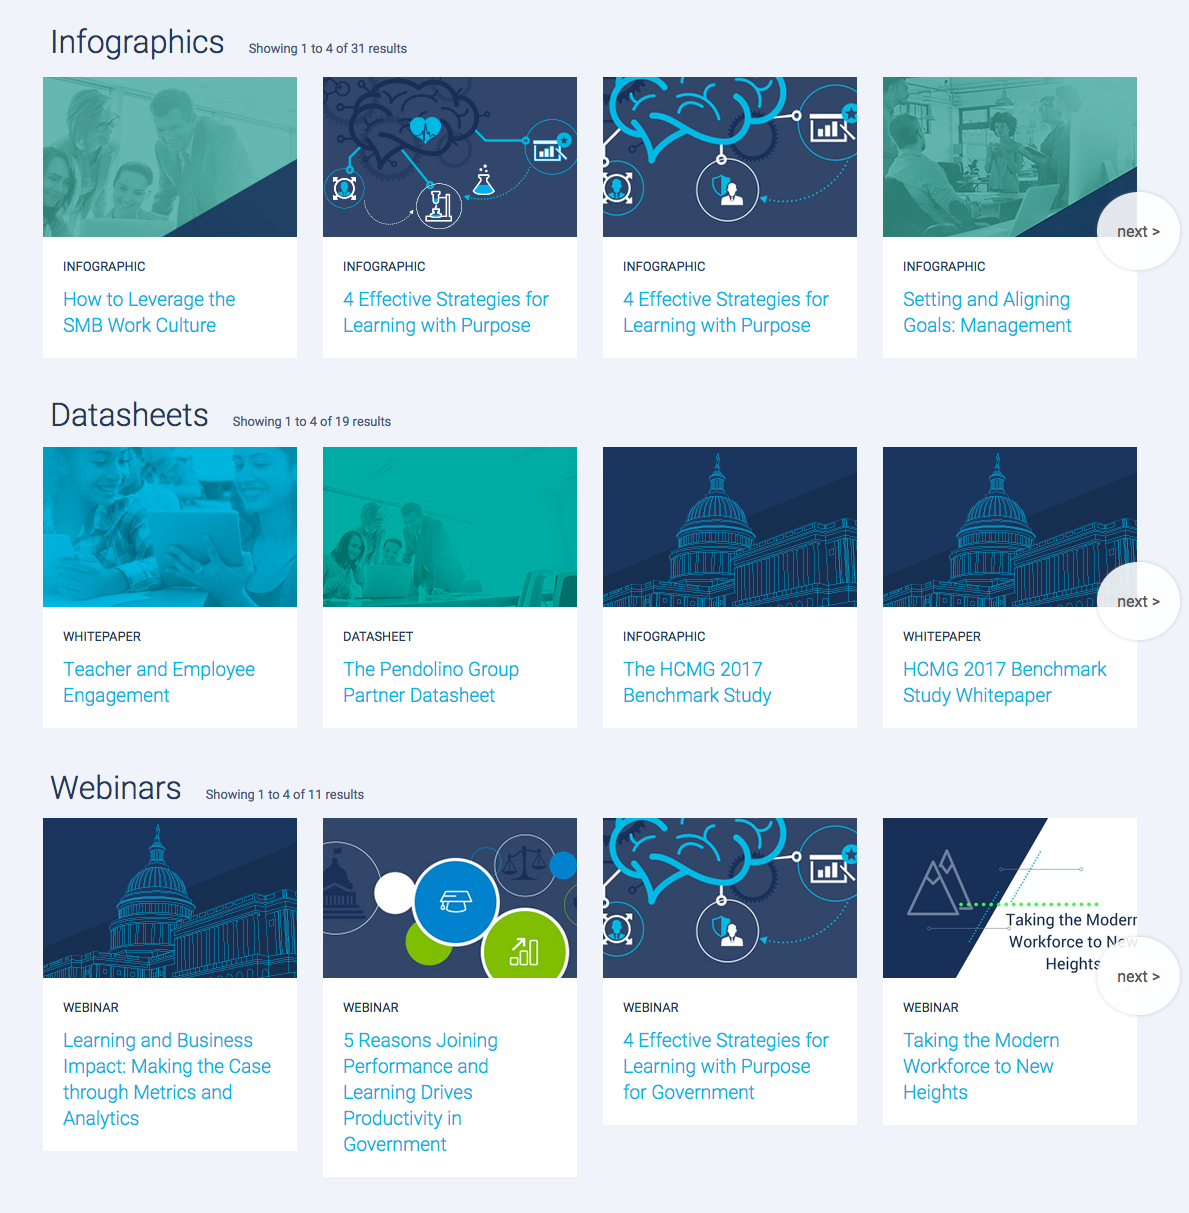 Infographics
Showing 1 to 4 of 31 results
INFOGRAPHIC
How to Leverage the
SMB Work Culture
INFOGRAPHIC
4 Effective Strategies for
Learning with Purpose
INFOGRAPHIC
4 Effective Strategies for
Learning with Purpose
INFOGRAPHIC
Setting and Aligning
Goals: Management
next >
Datasheets
Showing 1 to 4 of 19 results
WHITEPAPER
Teacher and Employee
Engagement
DATASHEET
The Pendolino Group
Partner Datasheet
INFOGRAPHIC
The HCMG 2017
Benchmark Study
WHITEPAPER
HCMG 2017 Benchmark
Study Whitepaper
next >
Webinars
Showing 1 to 4 of 11 results
WEBINAR
Learning and Business
Impact: Making the Case
through Metrics and
Analytics
WEBINAR
5 Reasons Joining
Performance and
Learning Drives
Productivity in
Government
WEBINAR
4 Effective Strategies for
Learning with Purpose
for Government
Taking the Modern
Workforce to New
Heights
WEBINAR
Taking the Modern
Workforce to New
Heights
next >